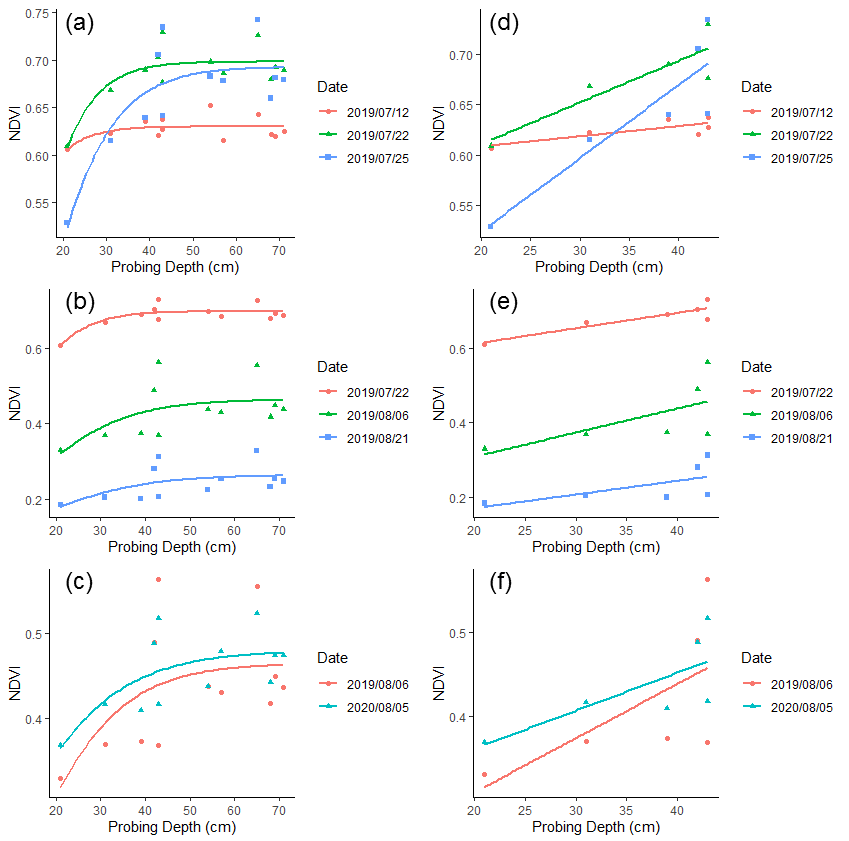 (a)
0.75
0.70
0.65
0.60
0.55
NDVI
20 30 40 50 60 70
Probing Depth (cm)
Date
2019/07/12
2019/07/22
2019/07/25
(d)
0.70
0.65
0.60
0.55
NDVI
20 25 30 35 40
Probing Depth (cm)
Date
2019/07/12
2019/07/22
2019/07/25
(b)
0.6
0.4
0.2
NDVI
20 30 40 50 60 70
Probing Depth (cm)
Date
2019/07/22
2019/08/06
2019/08/21
(e)
0.6
0.4
0.2
NDVI
20 25 30 35 40
Probing Depth (cm)
Date
2019/07/22
2019/08/06
2019/08/21
(c)
0.5
0.4
NDVI
20 30 40 50 60 70
Probing Depth (cm)
Date
2019/08/06
2020/08/05
(f)
0.5
0.4
NDVI
20 25 30 35 40
Probing Depth (cm)
Date
2019/08/06
2020/08/05